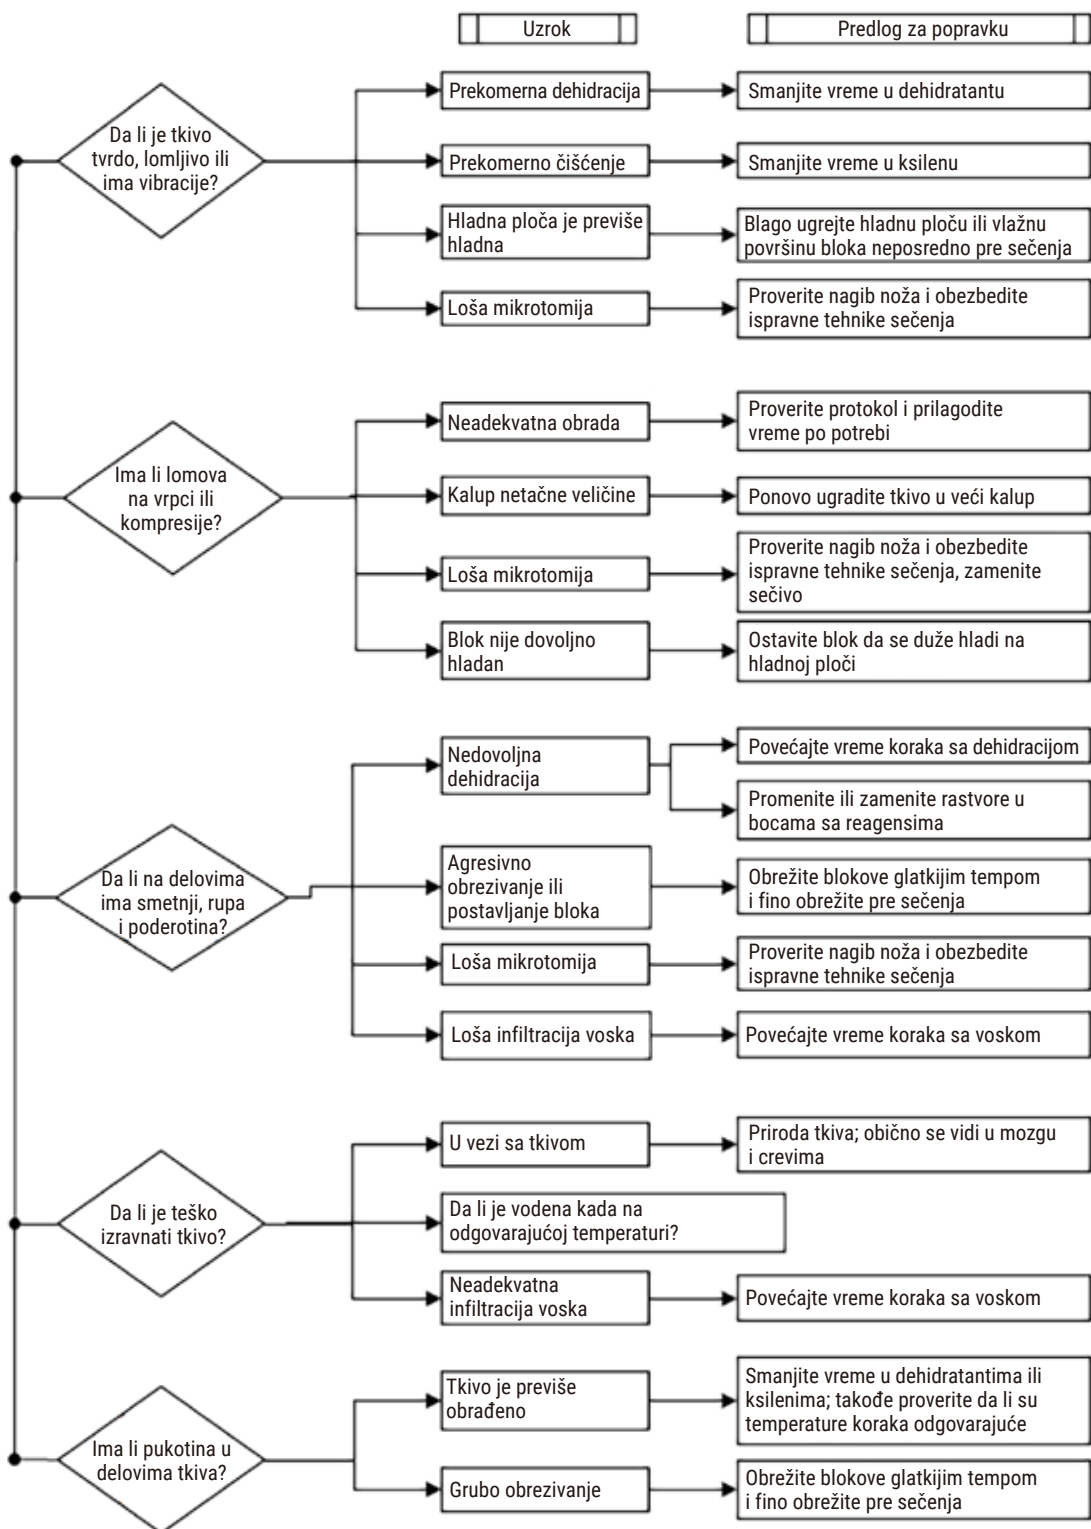 Uzrok
Predlog za popravku
Da li je tkivo
tvrdo, lomljivo ili
ima vibracije?
Prekomerna dehidracija
Smanjite vreme u dehidratantu
Prekomerno čišćenje
Smanjite vreme u ksilenu
Hladna ploča je previše
hladna
Blago ugrejte hladnu ploču ili vlažnu
površinu bloka neposredno pre sečenja
Loša mikrotomija
Proverite nagib noža i obezbedite
ispravne tehnike sečenja
Ima li lomova
na vrpci ili
kompresije?
Neadekvatna obrada
Proverite protokol i prilagodite
vreme po potrebi
Kalup netačne veličine
Ponovo ugradite tkivo u veći kalup
Loša mikrotomija
Proverite nagib noža i obezbedite
ispravne tehnike sečenja, zamenite
sečivo
Blok nije dovoljno
hladan
Ostavite blok da se duže hladi na
hladnoj ploči
Da li na delovima
ima smetnji, rupa
i poderotina?
Nedovoljna
dehidracija
Povećajte vreme koraka sa dehidracijom
Promenite ili zamenite rastvore u
bocama sa reagensima
Agresivno
obrezivanje ili
postavljanje bloka
Obrežite blokove glatkijim tempom
i fino obrežite pre sečenja
Loša mikrotomija
Proverite nagib noža i obezbedite
ispravne tehnike sečenja
Loša infiltracija voska
Povećajte vreme koraka sa voskom
Da li je teško
izravnati tkivo?
U vezi sa tkivom
Priroda tkiva; obično se vidi u mozgu
i crevima
Da li je vodena kada na
odgovarajućoj temperaturi?
Neadekvatna
infiltracija voska
Povećajte vreme koraka sa voskom
Ima li pukotina u
delovima tkiva?
Tkivo je previše
obrađeno
Smanjite vreme u dehidratantima ili
ksilenima; takođe proverite da li su
temperature koraka odgovarajuće
Grubo obrezivanje
Obrežite blokove glatkijim tempom
i fino obrežite pre sečenja